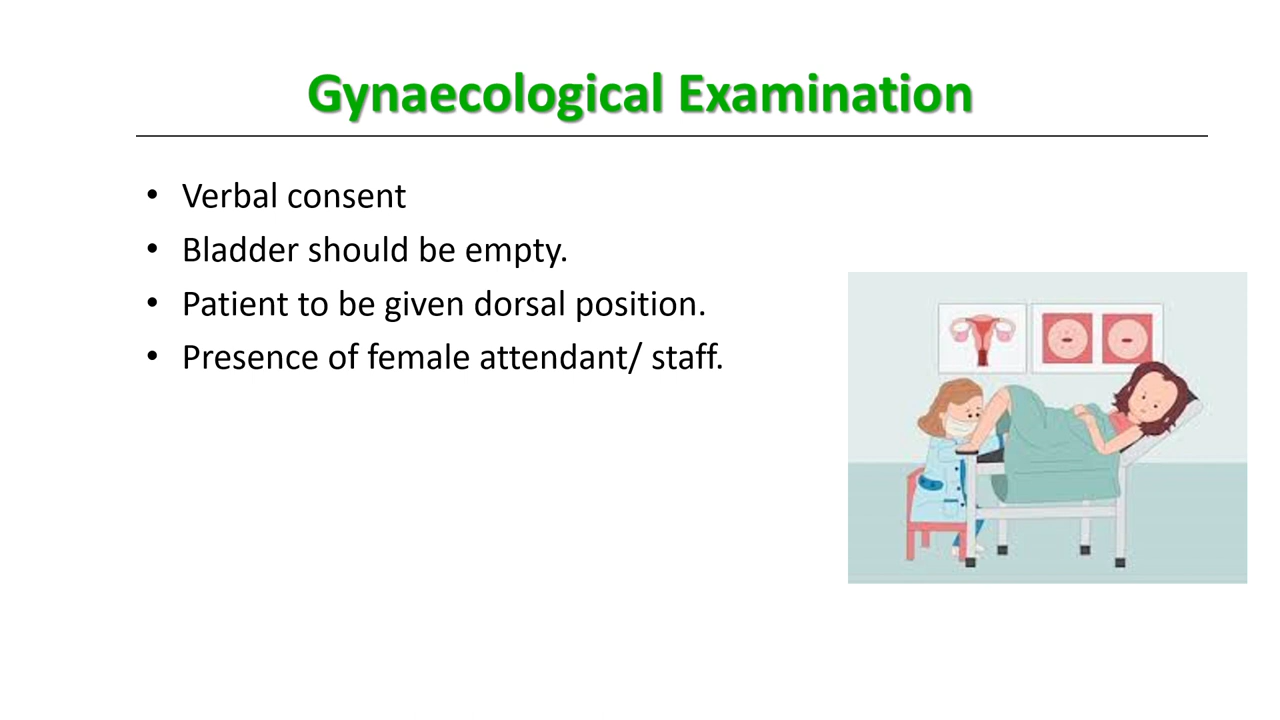 Gynaecological Examination
• Verbal consent
• Bladder should be empty.
• Patient to be given dorsal position.
• Presence of female attendant/ staff.